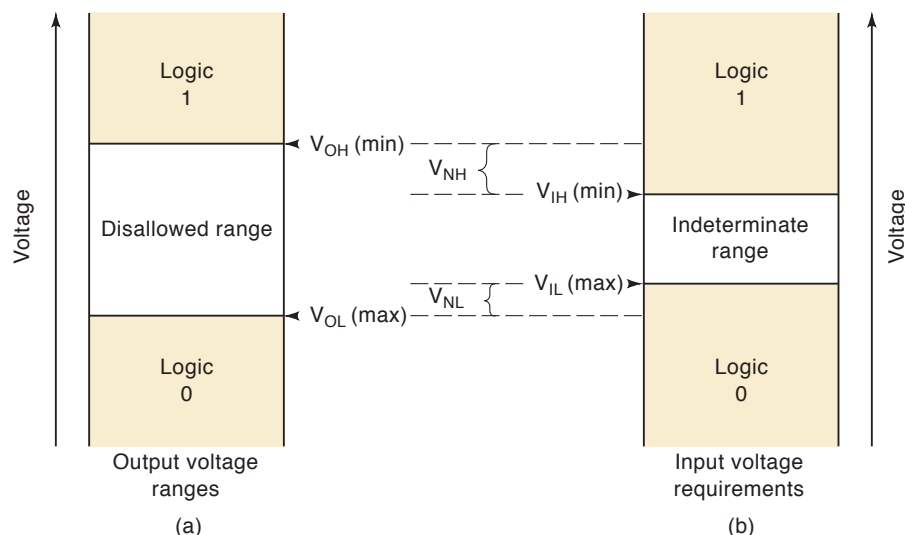 Voltage
Logic
1
Disallowed range
Logic
0
Output voltage
ranges
(a)
V_OH (min)
V_NH
V_IH (min)
V_IL (max)
V_NL
V_OL (max)
Logic
1
Indeterminate
range
Logic
0
Input voltage
requirements
(b)
Voltage